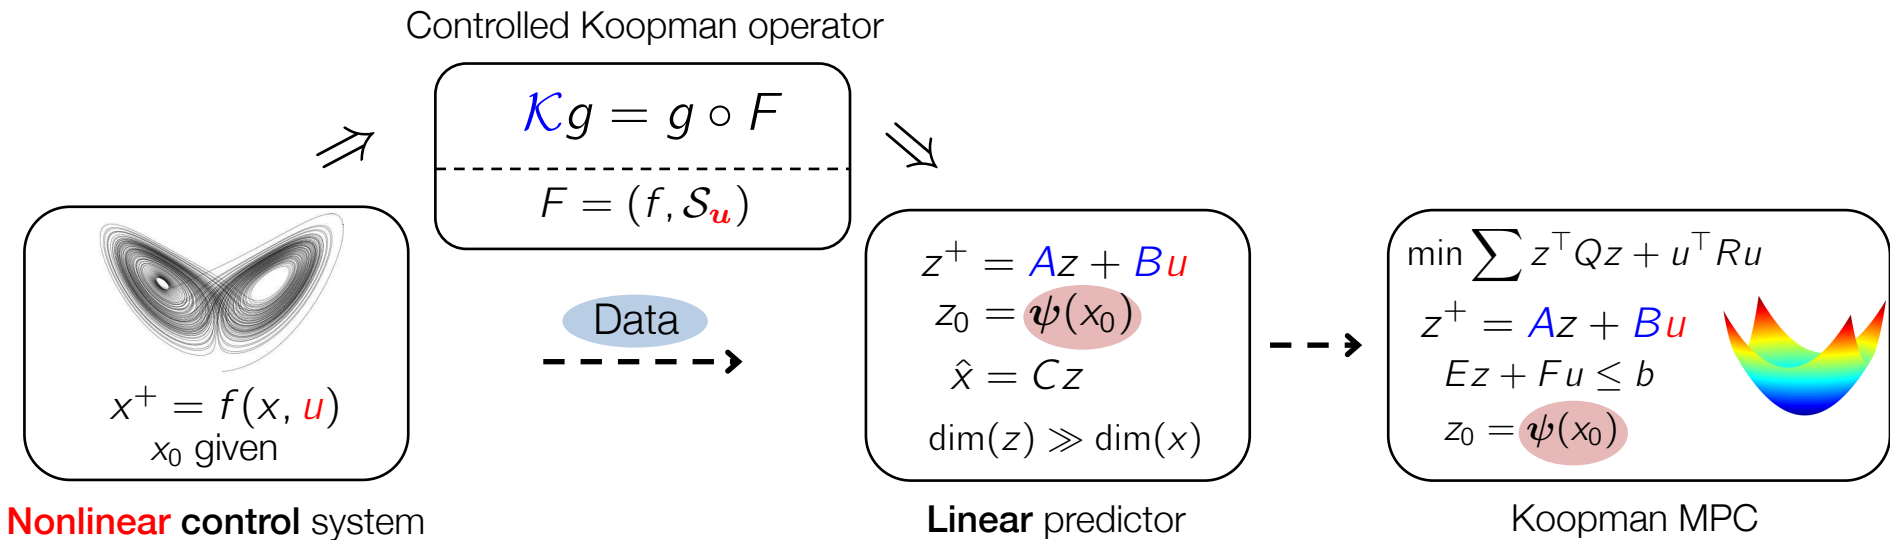 Controlled Koopman operator
𝒦g = g ∘ F
F = (f, 𝒮_𝒖)
x⁺ = f(x, u)
x₀ given
Nonlinear control system
Data
z⁺ = Az + Bu
z₀ = 𝝍(x₀)
x̂ = Cz
dim(z) ≫ dim(x)
Linear predictor
min ∑ z^⊤Qz + u^⊤Ru
z⁺ = Az + Bu
Ez + Fu ≤ b
z₀ = 𝝍(x₀)
Koopman MPC